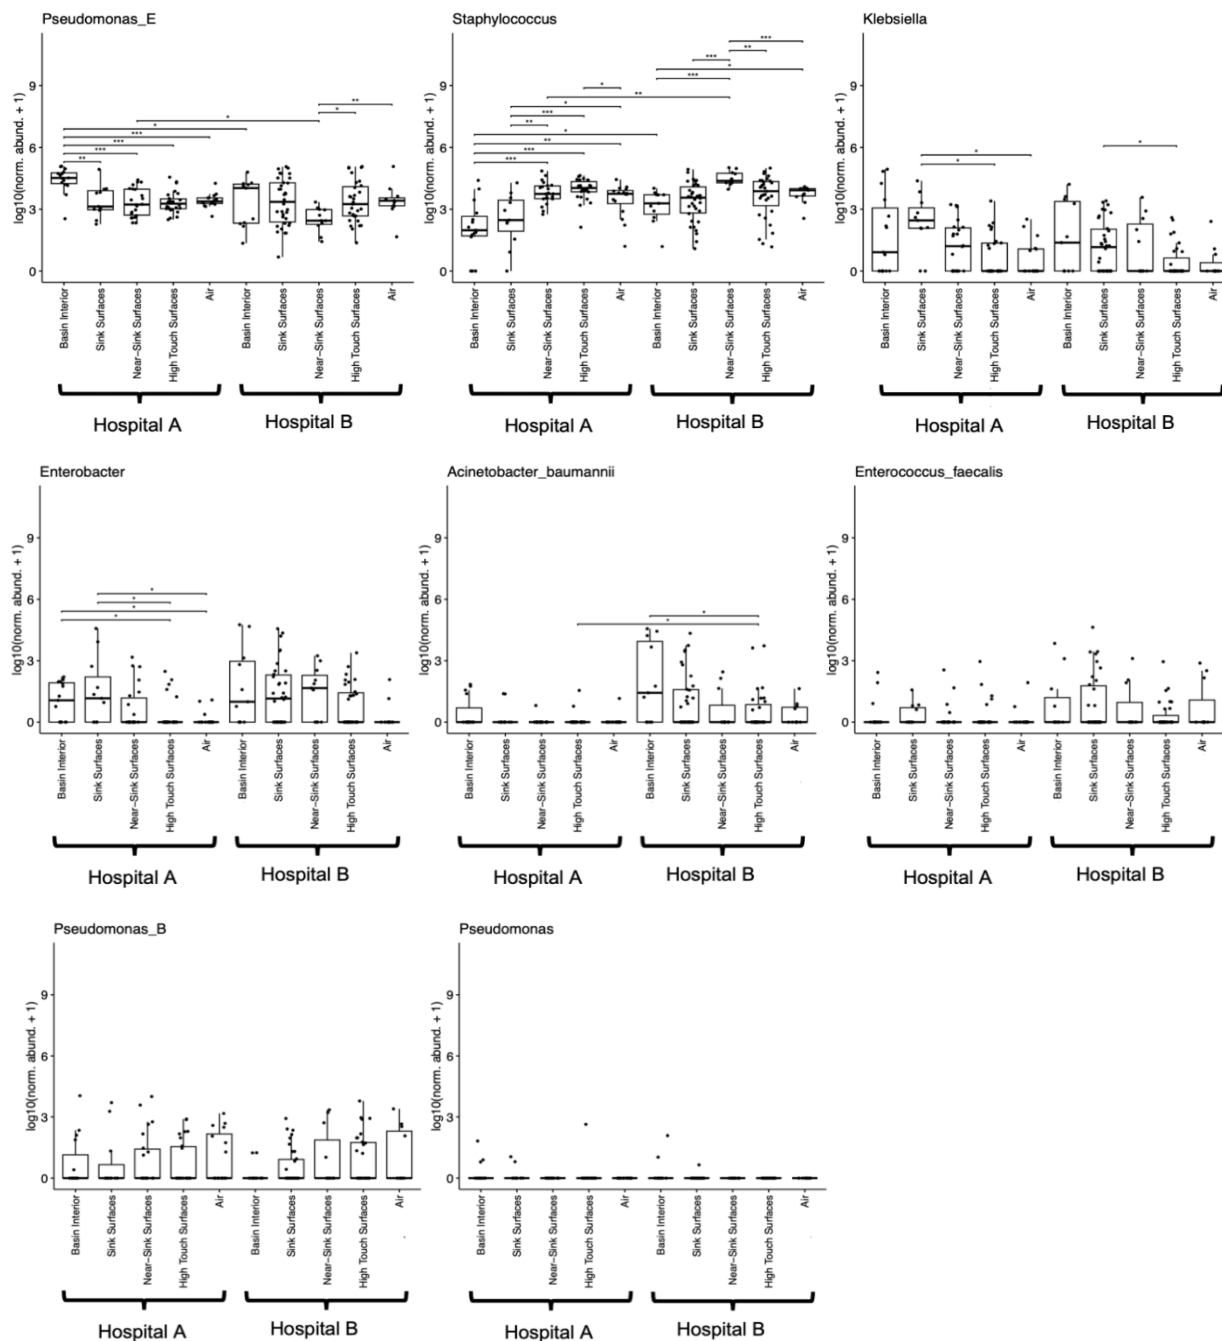 Pseudomonas_E
log10(norm. abund. + 1)
9
6
3
0
**
***
***
***
*
*
*
**
Basin Interior
Sink Surfaces
Near-Sink Surfaces
High Touch Surfaces
Air
Basin Interior
Sink Surfaces
Near-Sink Surfaces
High Touch Surfaces
Air
Hospital A
Hospital B
Staphylococcus
log10(norm. abund. + 1)
9
6
3
0
***
***
**
*
**
***
*
*
**
***
*
***
**
***
Basin Interior
Sink Surfaces
Near-Sink Surfaces
High Touch Surfaces
Air
Basin Interior
Sink Surfaces
Near-Sink Surfaces
High Touch Surfaces
Air
Hospital A
Hospital B
Klebsiella
log10(norm. abund. + 1)
9
6
3
0
*
*
*
Basin Interior
Sink Surfaces
Near-Sink Surfaces
High Touch Surfaces
Air
Basin Interior
Sink Surfaces
Near-Sink Surfaces
High Touch Surfaces
Air
Hospital A
Hospital B
Enterobacter
log10(norm. abund. + 1)
9
6
3
0
*
*
*
*
Basin Interior
Sink Surfaces
Near-Sink Surfaces
High Touch Surfaces
Air
Basin Interior
Sink Surfaces
Near-Sink Surfaces
High Touch Surfaces
Air
Hospital A
Hospital B
Acinetobacter_baumannii
log10(norm. abund. + 1)
9
6
3
0
*
*
Basin Interior
Sink Surfaces
Near-Sink Surfaces
High Touch Surfaces
Air
Basin Interior
Sink Surfaces
Near-Sink Surfaces
High Touch Surfaces
Air
Hospital A
Hospital B
Enterococcus_faecalis
log10(norm. abund. + 1)
9
6
3
0
Basin Interior
Sink Surfaces
Near-Sink Surfaces
High Touch Surfaces
Air
Basin Interior
Sink Surfaces
Near-Sink Surfaces
High Touch Surfaces
Air
Hospital A
Hospital B
Pseudomonas_B
log10(norm. abund. + 1)
9
6
3
0
Basin Interior
Sink Surfaces
Near-Sink Surfaces
High Touch Surfaces
Air
Basin Interior
Sink Surfaces
Near-Sink Surfaces
High Touch Surfaces
Air
Hospital A
Hospital B
Pseudomonas
log10(norm. abund. + 1)
9
6
3
0
Basin Interior
Sink Surfaces
Near-Sink Surfaces
High Touch Surfaces
Air
Basin Interior
Sink Surfaces
Near-Sink Surfaces
High Touch Surfaces
Air
Hospital A
Hospital B